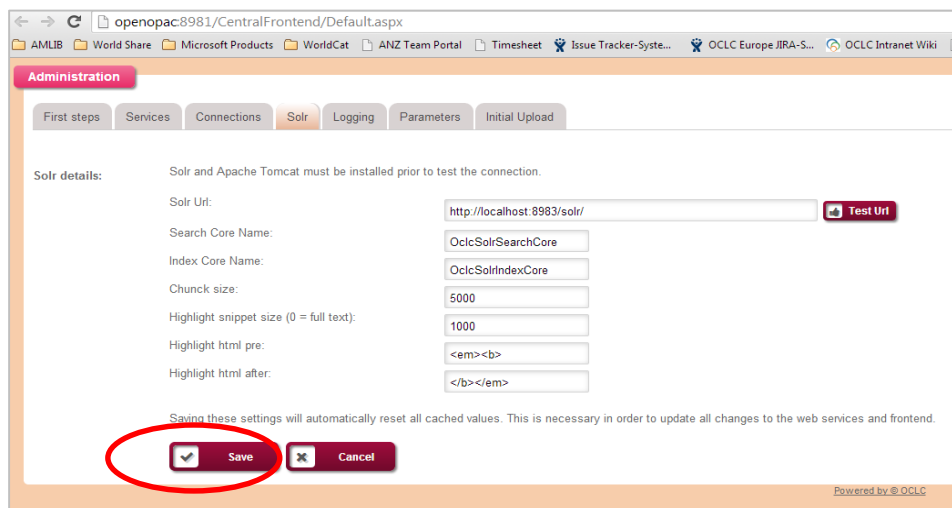 openopac:8981/CentralFrontend/Default.aspx
AMLIB World Share Microsoft Products WorldCat ANZ Team Portal Timesheet Issue Tracker-Syste... OCLC Europe JIRA-S... OCLC Intranet Wiki
Administration
First steps Services Connections Solr Logging Parameters Initial Upload
Solr details: Solr and Apache Tomcat must be installed prior to test the connection.
Solr Url: http://localhost:8983/solr/ Test Url
Search Core Name: OclcSolrSearchCore
Index Core Name: OclcSolrIndexCore
Chunck size: 5000
Highlight snippet size (0 = full text): 1000
Highlight html pre: <em><b>
Highlight html after: </b></em>
Saving these settings will automatically reset all cached values. This is necessary in order to update all changes to the web services and frontend.
Save Cancel
Powered by © OCLC